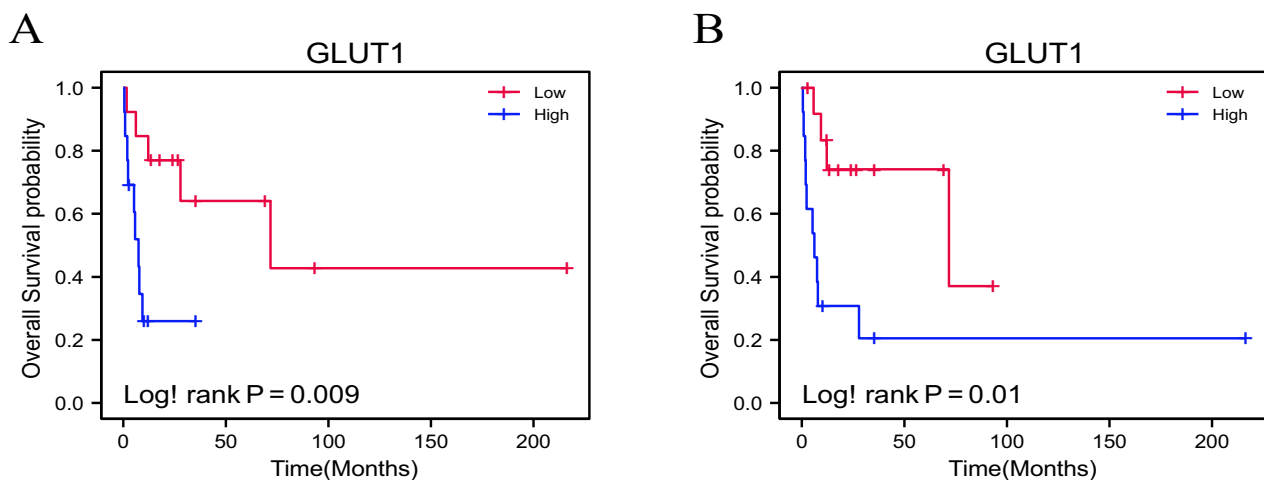 A
GLUT1
Overall Survival probability
1.0
0.8
0.6
0.4
0.2
0.0
Low
High
Log! rank P = 0.009
0 50 100 150 200
Time(Months)
B
GLUT1
Overall Survival probability
1.0
0.8
0.6
0.4
0.2
0.0
Low
High
Log! rank P = 0.01
0 50 100 150 200
Time(Months)